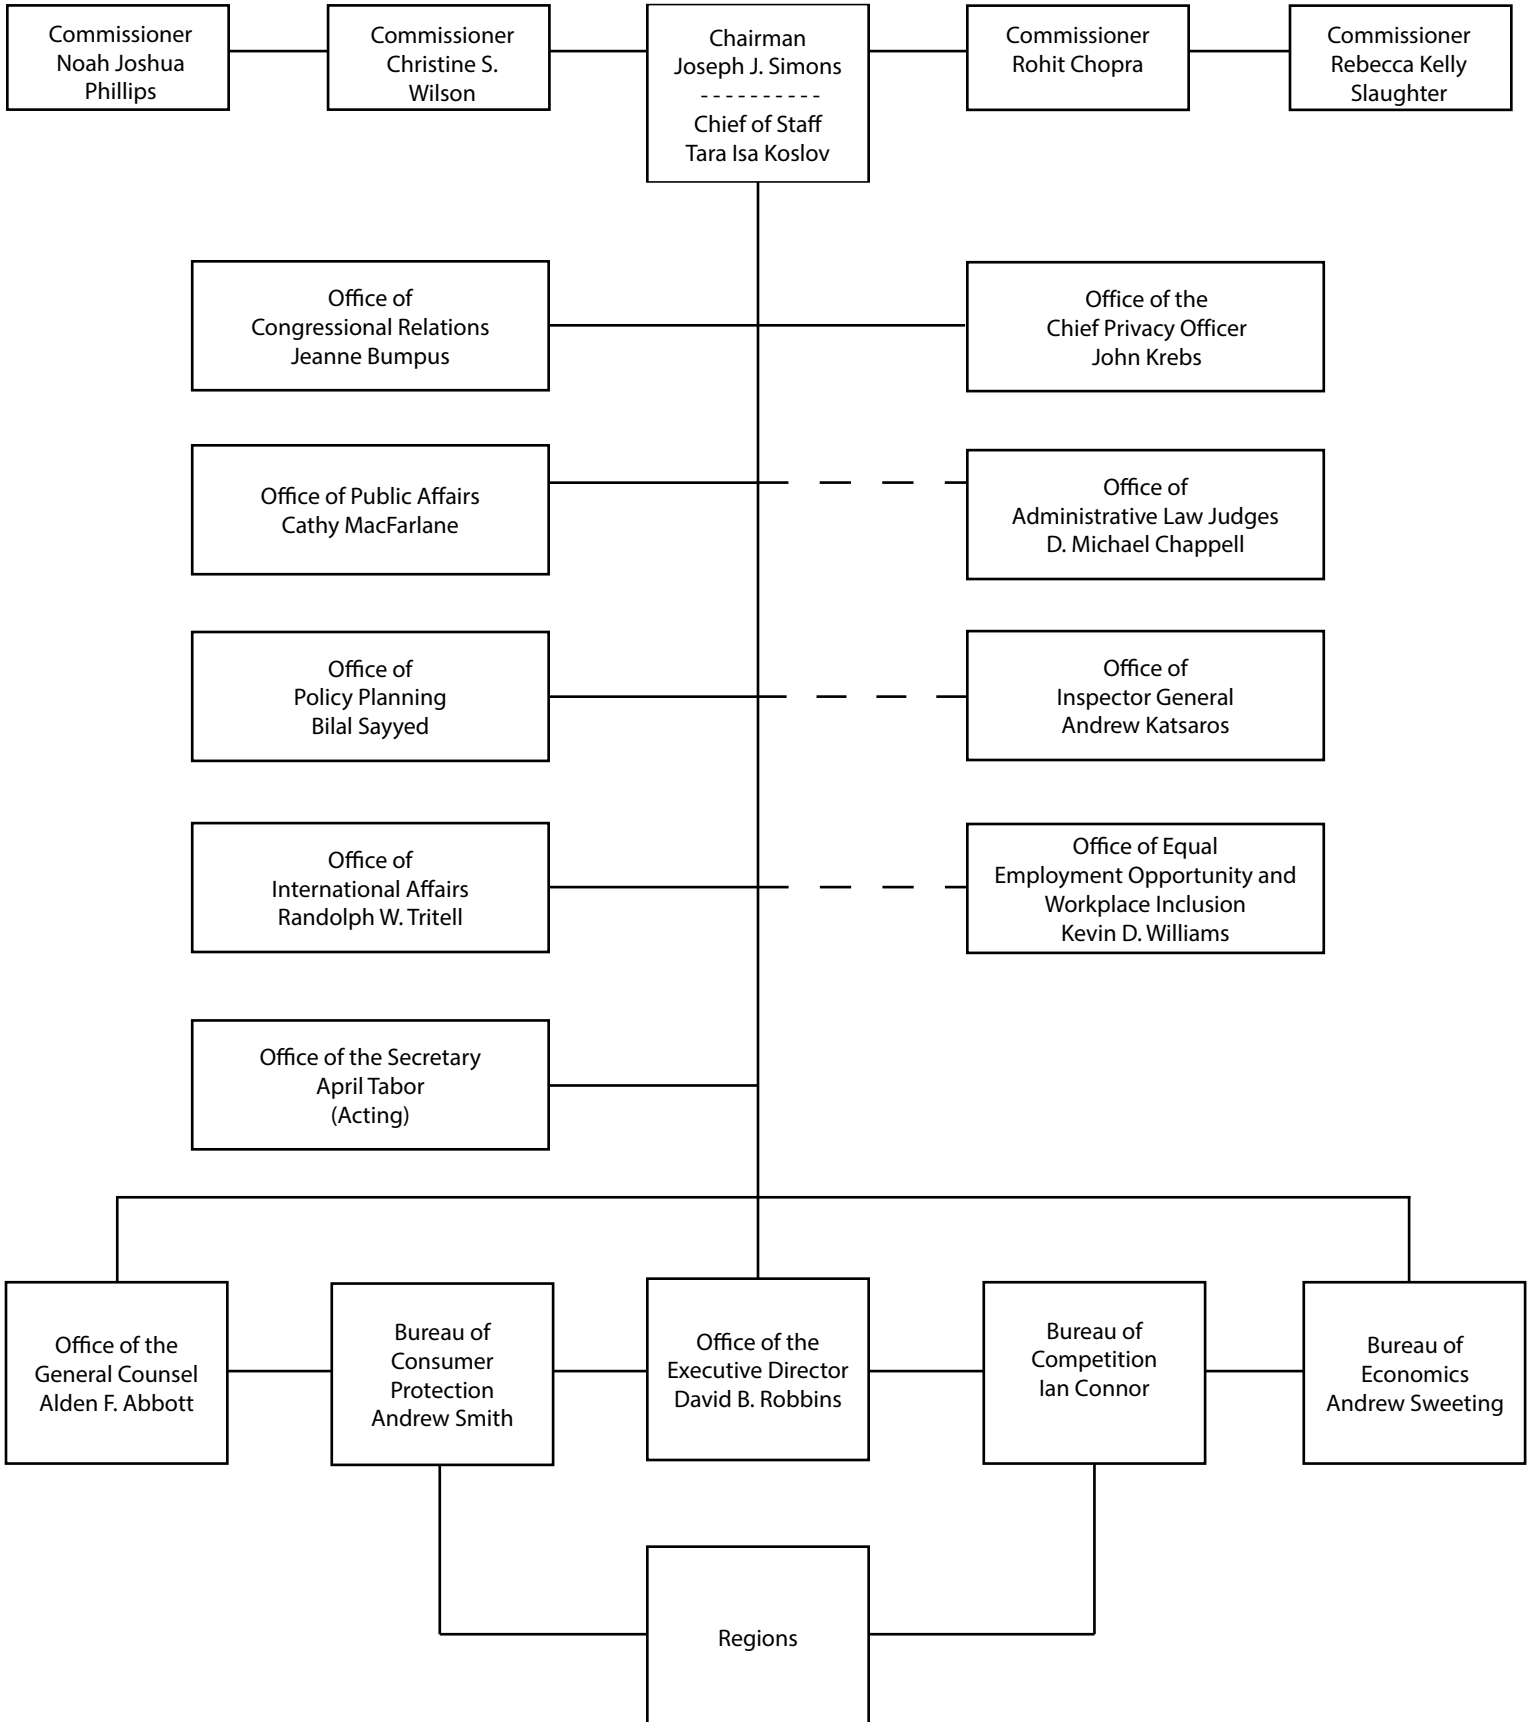 Commissioner
Noah Joshua
Phillips
Commissioner
Christine S.
Wilson
Chairman
Joseph J. Simons
----------
Chief of Staff
Tara Isa Koslov
Commissioner
Rohit Chopra
Commissioner
Rebecca Kelly
Slaughter
Office of
Congressional Relations
Jeanne Bumpus
Office of the
Chief Privacy Officer
John Krebs
Office of Public Affairs
Cathy MacFarlane
Office of
Administrative Law Judges
D. Michael Chappell
Office of
Policy Planning
Bilal Sayyed
Office of
Inspector General
Andrew Katsaros
Office of
International Affairs
Randolph W. Tritell
Office of Equal
Employment Opportunity and
Workplace Inclusion
Kevin D. Williams
Office of the Secretary
April Tabor
(Acting)
Office of the
General Counsel
Alden F. Abbott
Bureau of
Consumer
Protection
Andrew Smith
Office of the
Executive Director
David B. Robbins
Bureau of
Competition
Ian Connor
Bureau of
Economics
Andrew Sweeting
Regions